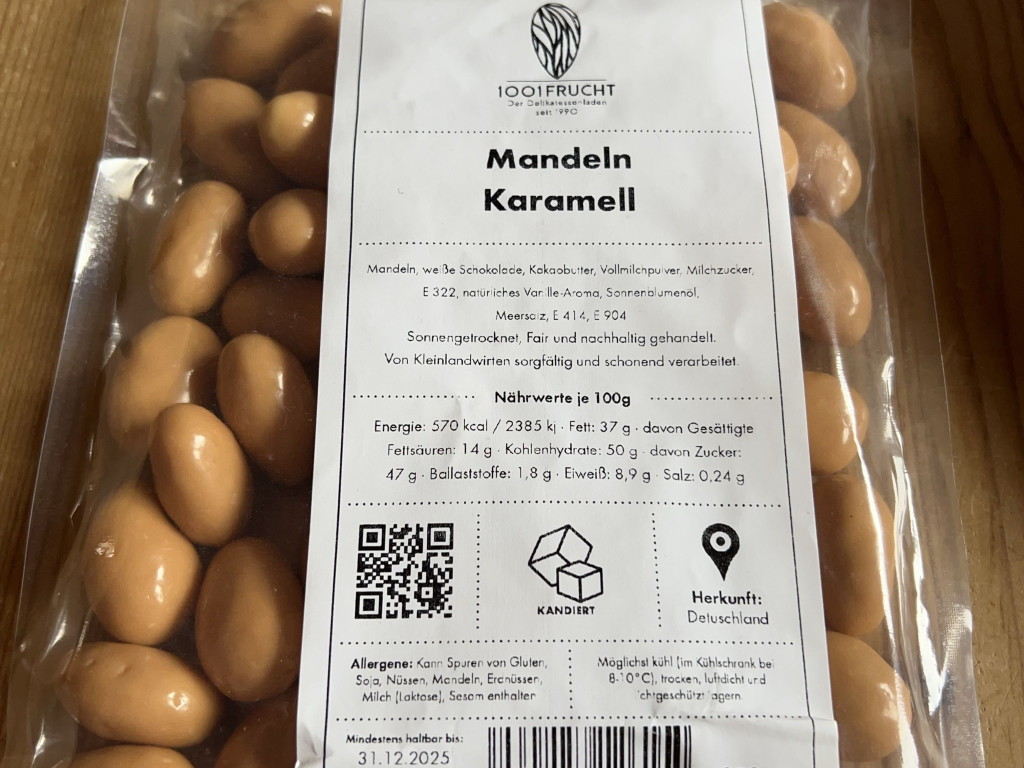 1001FRUCHT
Der Delikatessenladen
seit 1990
Mandeln
Karamell
Mandeln, weiße Schokolade, Kakaobutter, Vollmilchpulver, Milchzucker,
E 322, natürliches Vanille-Aroma, Sonnenblumenöl,
Meersalz, E 414, E 904
Sonnengetrocknet, Fair und nachhaltig gehandelt.
Von Kleinlandwirten sorgfältig und schonend verarbeitet.
Nährwerte je 100g
Energie: 570 kcal / 2385 kj · Fett: 37 g · davon Gesättigte
Fettsäuren: 14 g · Kohlenhydrate: 50 g · davon Zucker:
47 g · Ballaststoffe: 1,8 g · Eiweiß: 8,9 g · Salz: 0,24 g
KANDIERT
Herkunft:
Detuschland
Allergene: Kann Spuren von Gluten,
Soja, Nüssen, Mandeln, Erdnüssen,
Milch (Laktose), Sesam enthalten
Möglichst kühl (im Kühlschrank bei
8-10°C), trocken, luftdicht und
lichtgeschützt lagern.
Mindestens haltbar bis:
31.12.2025